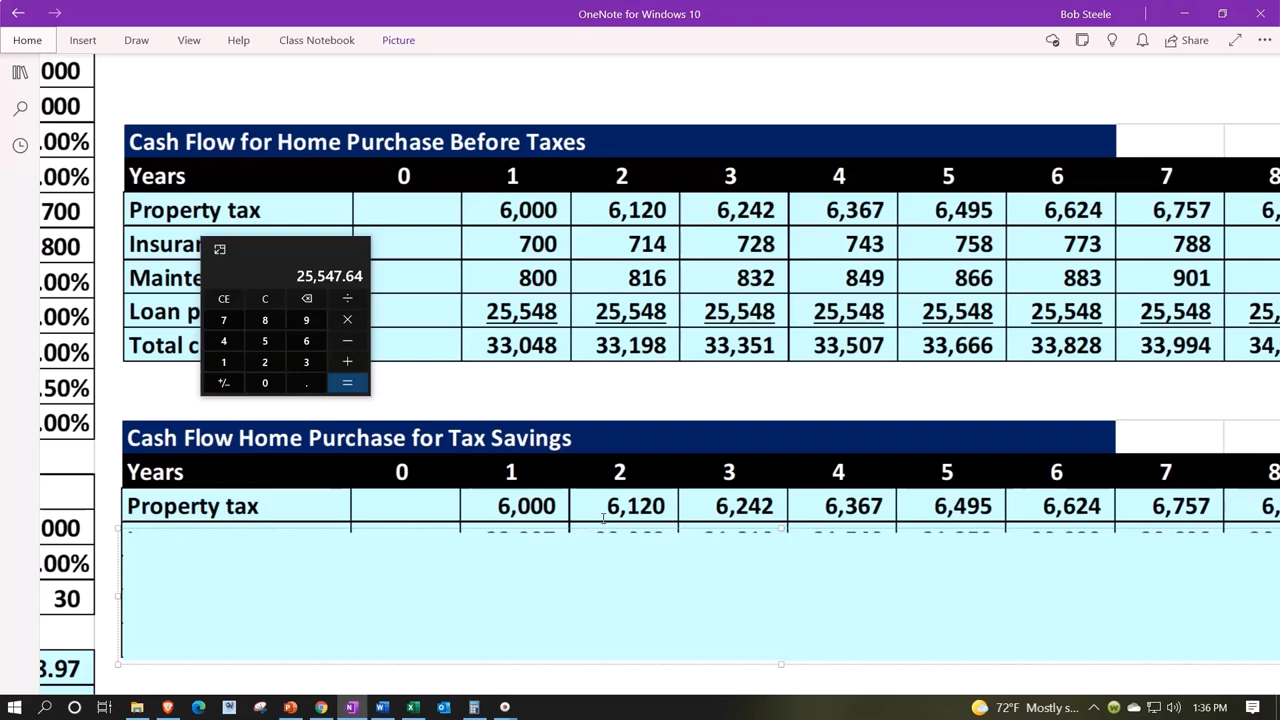 OneNote for Windows 10
Bob Steele
Home Insert Draw View Help Class Notebook Picture
Share
000
000
.00%
.00%
700
800
.00%
.00%
.00%
.50%
.00%
000
.00%
30
3.97
Cash Flow for Home Purchase Before Taxes
Years 0 1 2 3 4 5 6 7 8
Property tax 6,000 6,120 6,242 6,367 6,495 6,624 6,757 6,
Insuran 700 714 728 743 758 773 788
Mainte 800 816 832 849 866 883 901
Loan p 25,548 25,548 25,548 25,548 25,548 25,548 25,548 25,
Total c 33,048 33,198 33,351 33,507 33,666 33,828 33,994 34,
25,547.64
CE C ÷
7 8 9 ×
4 5 6 −
1 2 3 +
+/− 0 . =
Cash Flow Home Purchase for Tax Savings
Years 0 1 2 3 4 5 6 7 8
Property tax 6,000 6,120 6,242 6,367 6,495 6,624 6,757 6,
72°F Mostly s...
1:36 PM